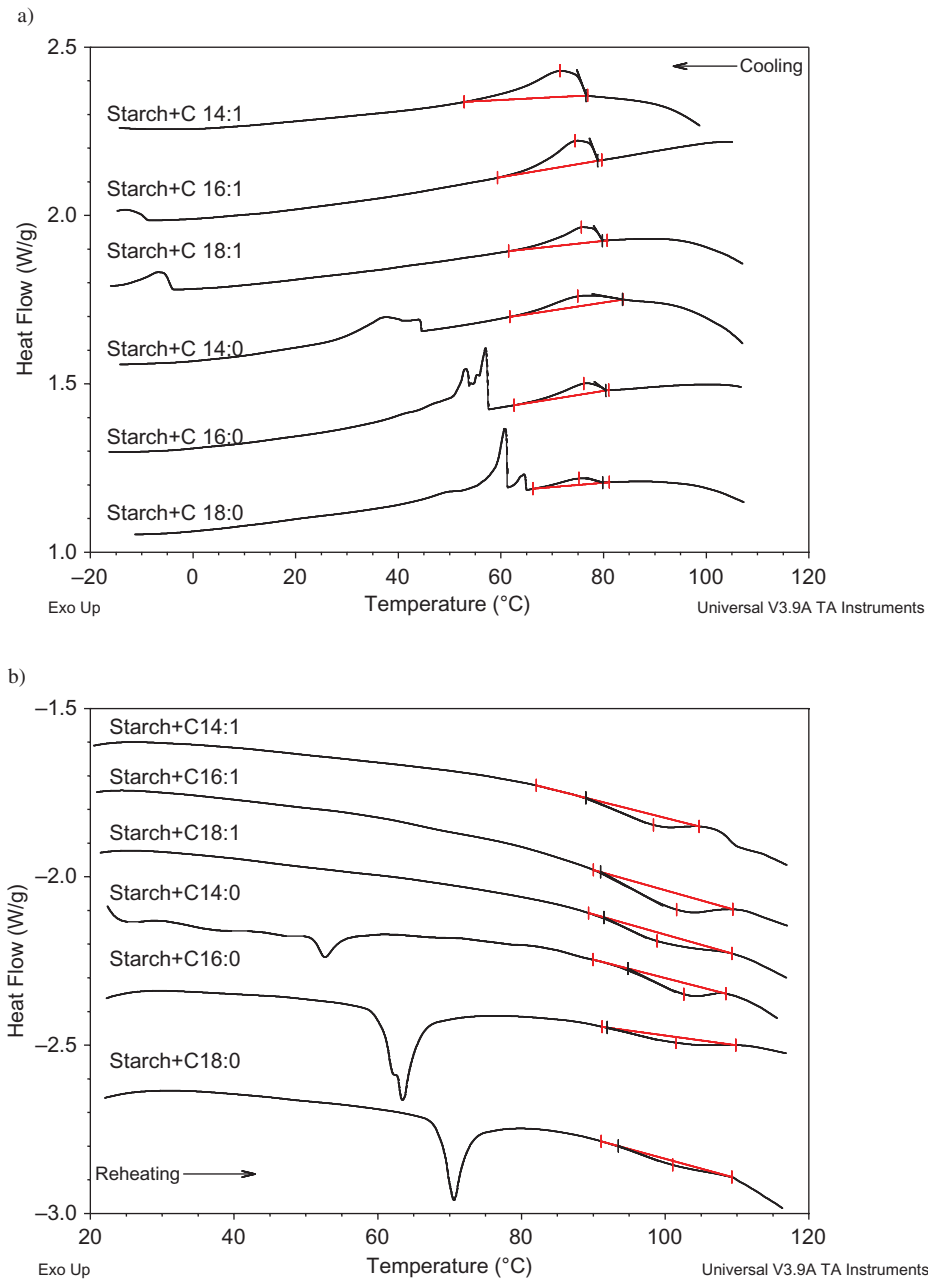 a)
2.5
Cooling
Starch+C 14:1
Starch+C 16:1
2.0
Starch+C 18:1
Heat Flow (W/g)
Starch+C 14:0
1.5
Starch+C 16:0
Starch+C 18:0
1.0
–20 0 20 40 60 80 100 120
Exo Up Temperature (°C) Universal V3.9A TA Instruments
b)
–1.5
Starch+C14:1
Starch+C16:1
Starch+C18:1
–2.0
Starch+C14:0
Heat Flow (W/g)
Starch+C16:0
–2.5
Starch+C18:0
Reheating
–3.0
20 40 60 80 100 120
Exo Up Temperature (°C) Universal V3.9A TA Instruments